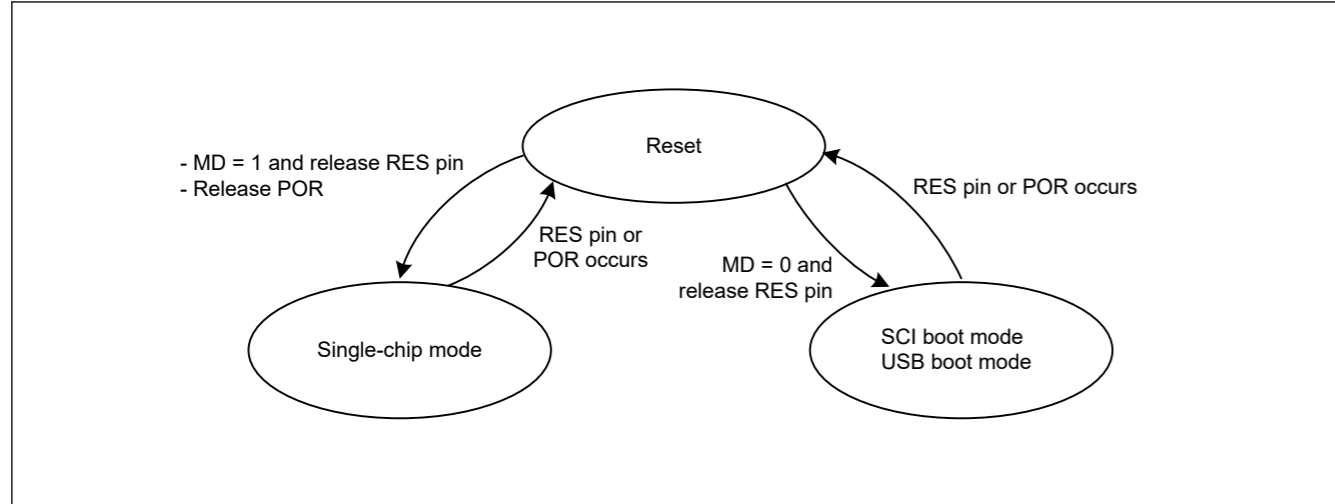 Reset
- MD = 1 and release RES pin
- Release POR
RES pin or POR occurs
RES pin or
POR occurs
MD = 0 and
release RES pin
Single-chip mode
SCI boot mode
USB boot mode